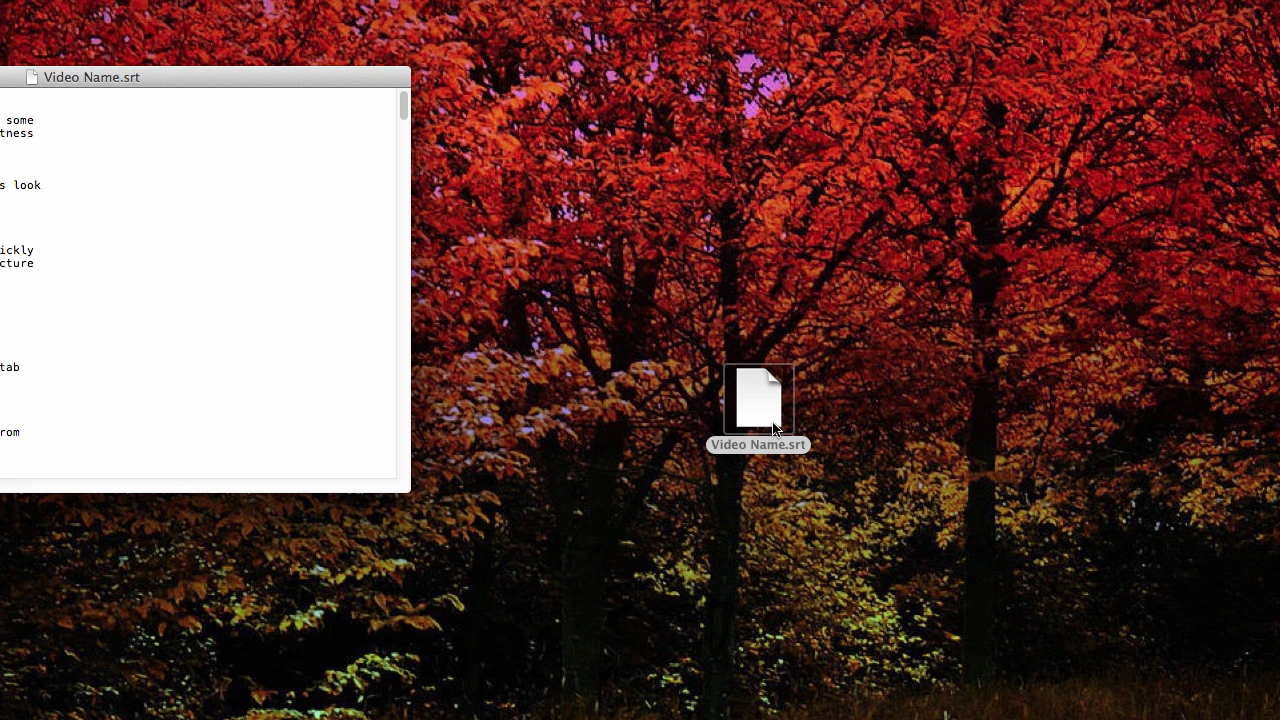 Video Name.srt
some
tness
s look
ickly
cture
tab
rom
Video Name.srt